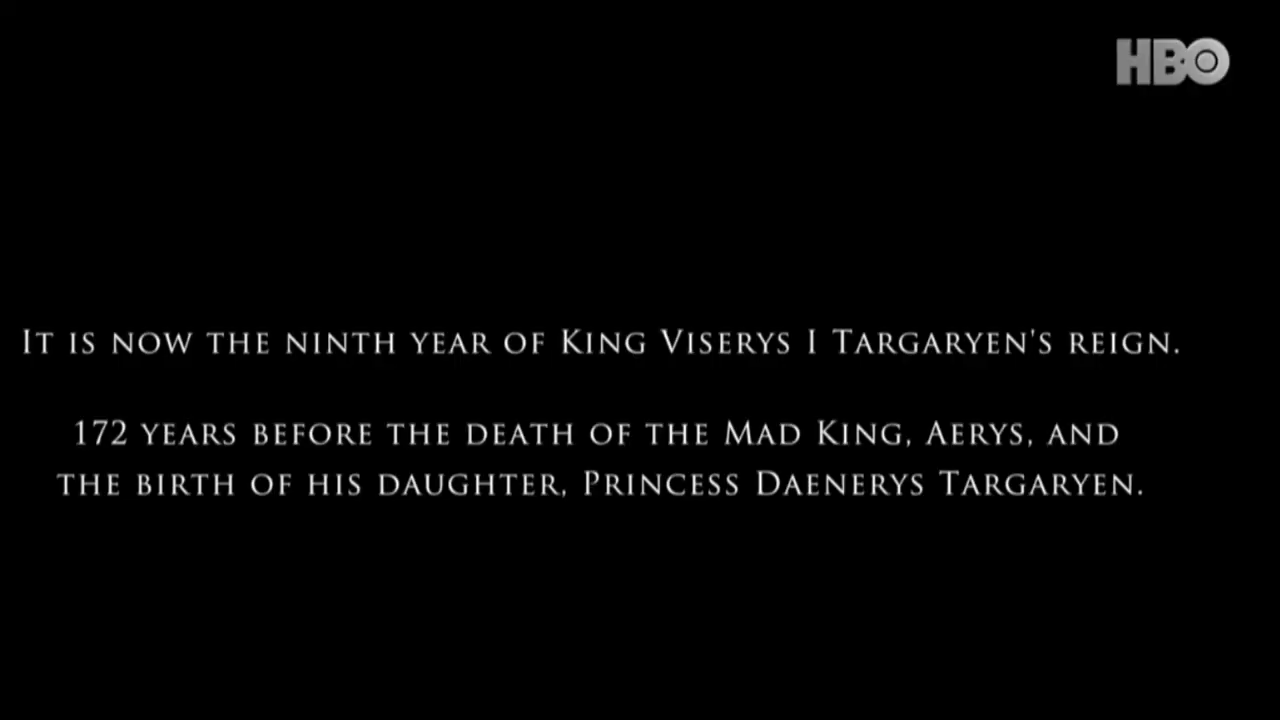 HBO
It is now the ninth year of King Viserys I Targaryen's reign.
172 years before the death of the Mad King, Aerys, and
the birth of his daughter, Princess Daenerys Targaryen.